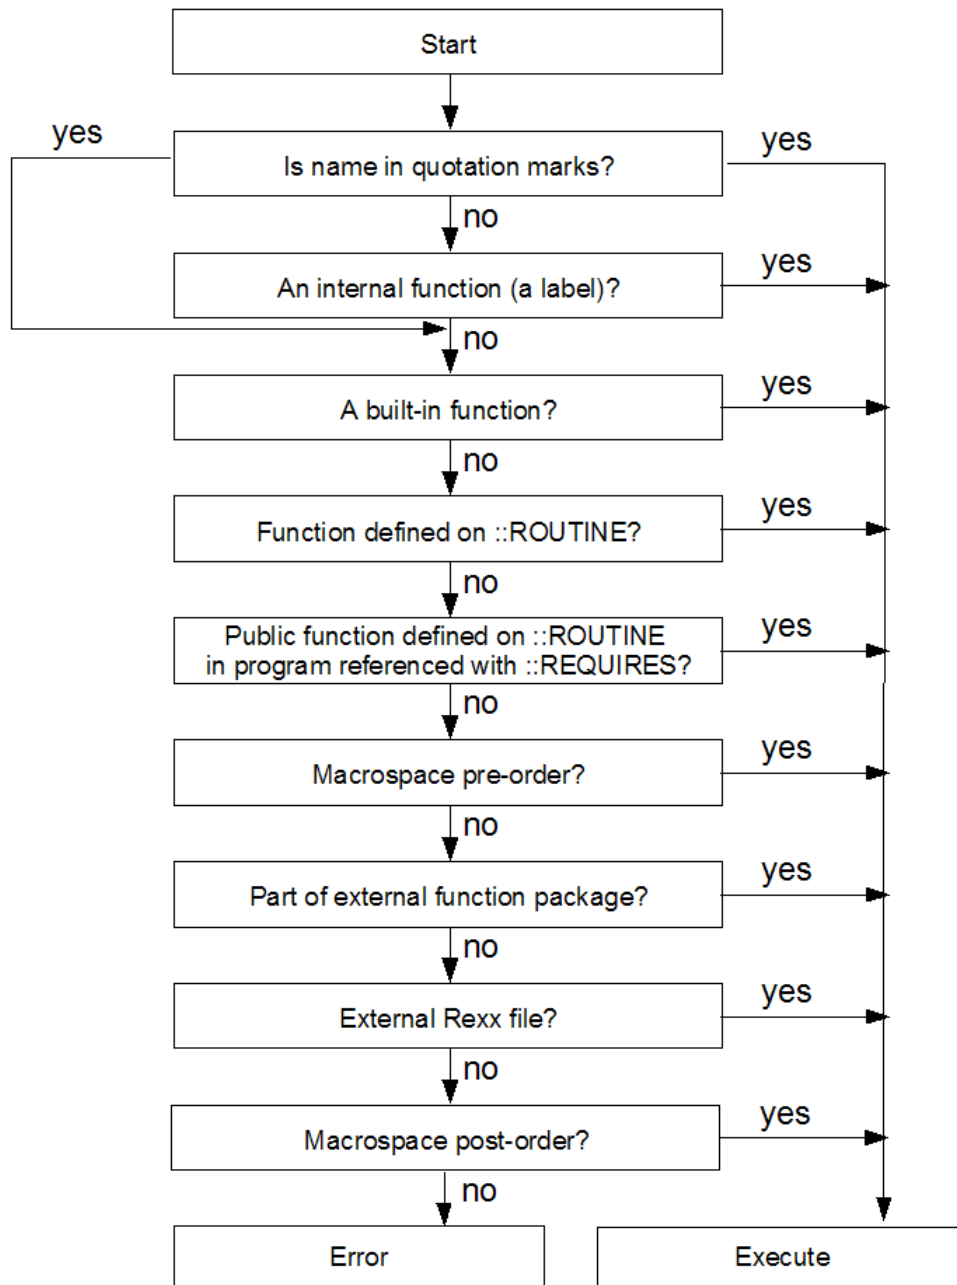 Start
yes
Is name in quotation marks?
yes
no
An internal function (a label)?
yes
no
A built-in function?
yes
no
Function defined on ::ROUTINE?
yes
no
Public function defined on ::ROUTINE
in program referenced with ::REQUIRES?
yes
no
Macrospace pre-order?
yes
no
Part of external function package?
yes
no
External Rexx file?
yes
no
Macrospace post-order?
yes
no
Error
Execute